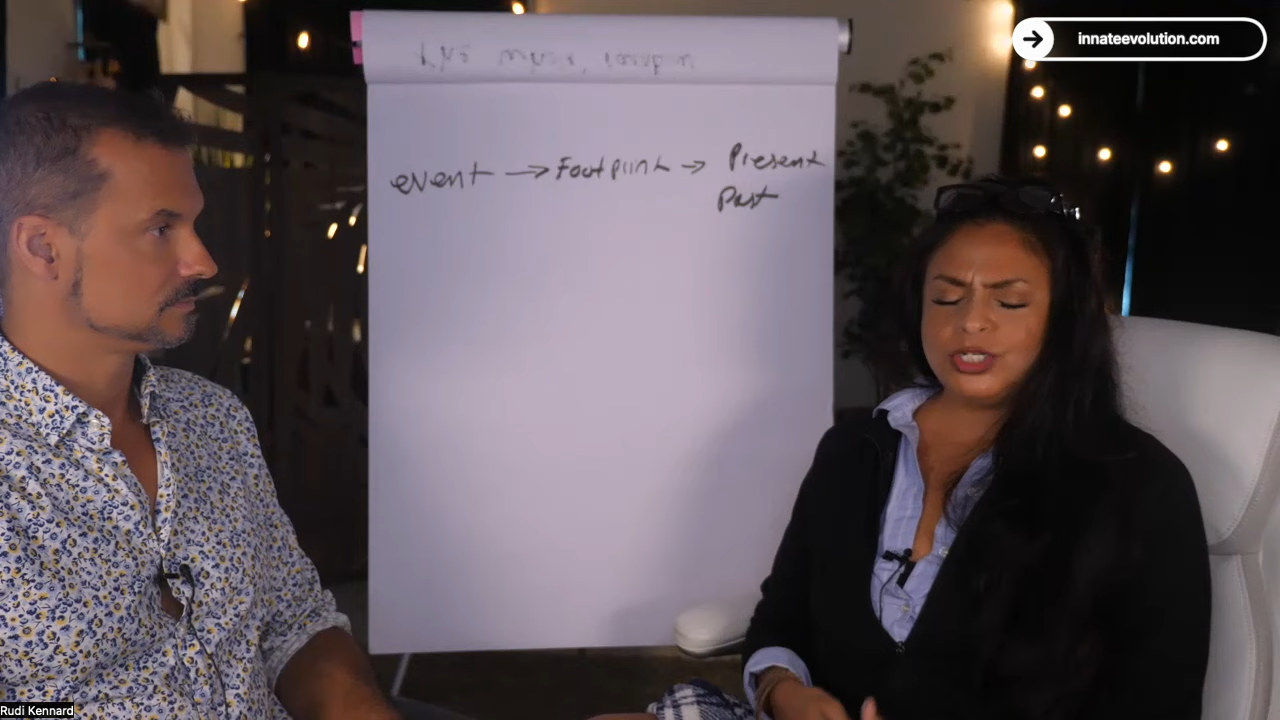 innateevolution.com
event → Footprint → Present
Past
Rudi Kennard